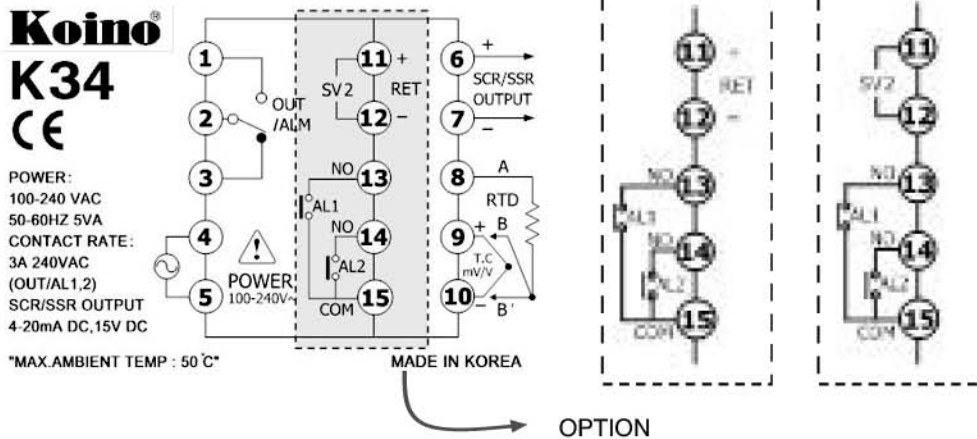 Koino®
K34
CE
POWER:
100-240 VAC
50-60HZ 5VA
CONTACT RATE:
3A 240VAC
(OUT/AL1,2)
SCR/SSR OUTPUT
4-20mA DC,15V DC
"MAX.AMBIENT TEMP : 50℃"
1
2
3
4
5
OUT
/ALM
POWER
100-240V~
11 +
SV2 RET
12 −
NO 13
AL1
NO 14
AL2
COM 15
6 +
SCR/SSR
OUTPUT
7 −
8 A
RTD
9 + B
T.C
mV/V
10 − B'
MADE IN KOREA
11 +
RET
12 −
NO 13
AL1
NO 14
AL2
COM 15
11
SV2
12
NO 13
AL1
NO 14
AL2
COM 15
OPTION